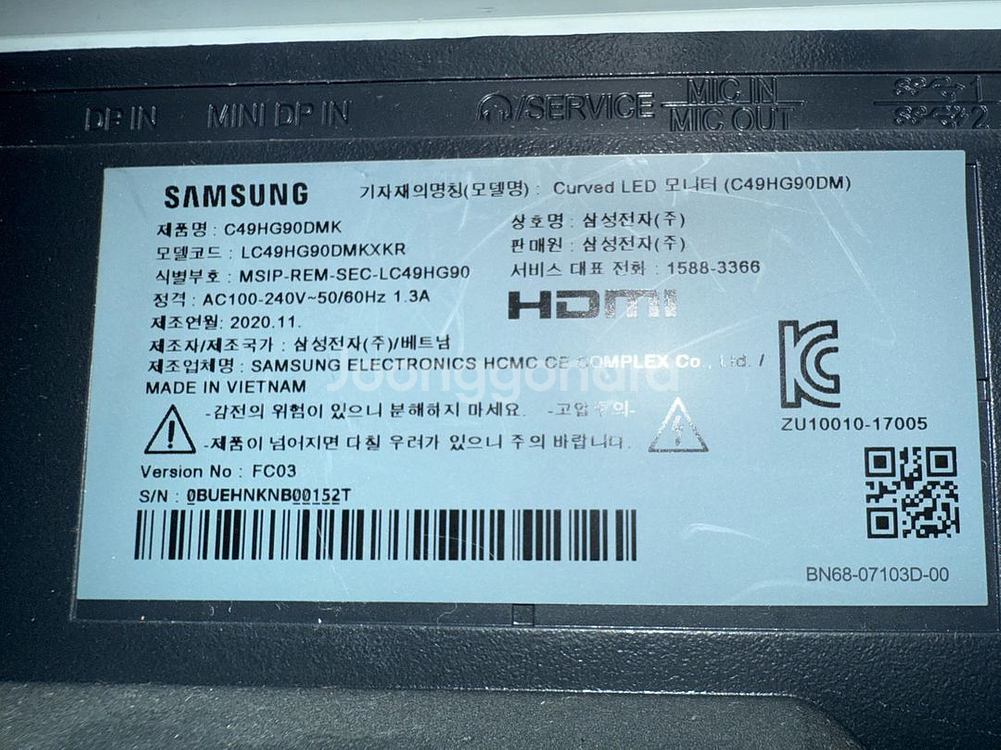 DP IN
MINI DP IN
/SERVICE
MIC IN
MIC OUT
1
2
SAMSUNG
기자재의명칭(모델명) : Curved LED 모니터 (C49HG90DM)
제품명 : C49HG90DMK
상호명 : 삼성전자(주)
모델코드 : LC49HG90DMKXKR
판매원 : 삼성전자(주)
식별부호 : MSIP-REM-SEC-LC49HG90
서비스 대표 전화 : 1588-3366
정격 : AC100-240V~50/60Hz 1.3A
HDMI
제조연월: 2020.11.
제조자/제조국가 : 삼성전자(주)/베트남
제조업체명 : SAMSUNG ELECTRONICS HCMC CE COMPLEX Co., Ltd. /
MADE IN VIETNAM
Joonggonara
-감전의 위험이 있으니 분해하지 마세요. -고압 주의-
-제품이 넘어지면 다칠 우려가 있으니 주의 바랍니다.
KC
ZU10010-17005
Version No : FC03
S/N : 0BUEHNKNB00152T
BN68-07103D-00